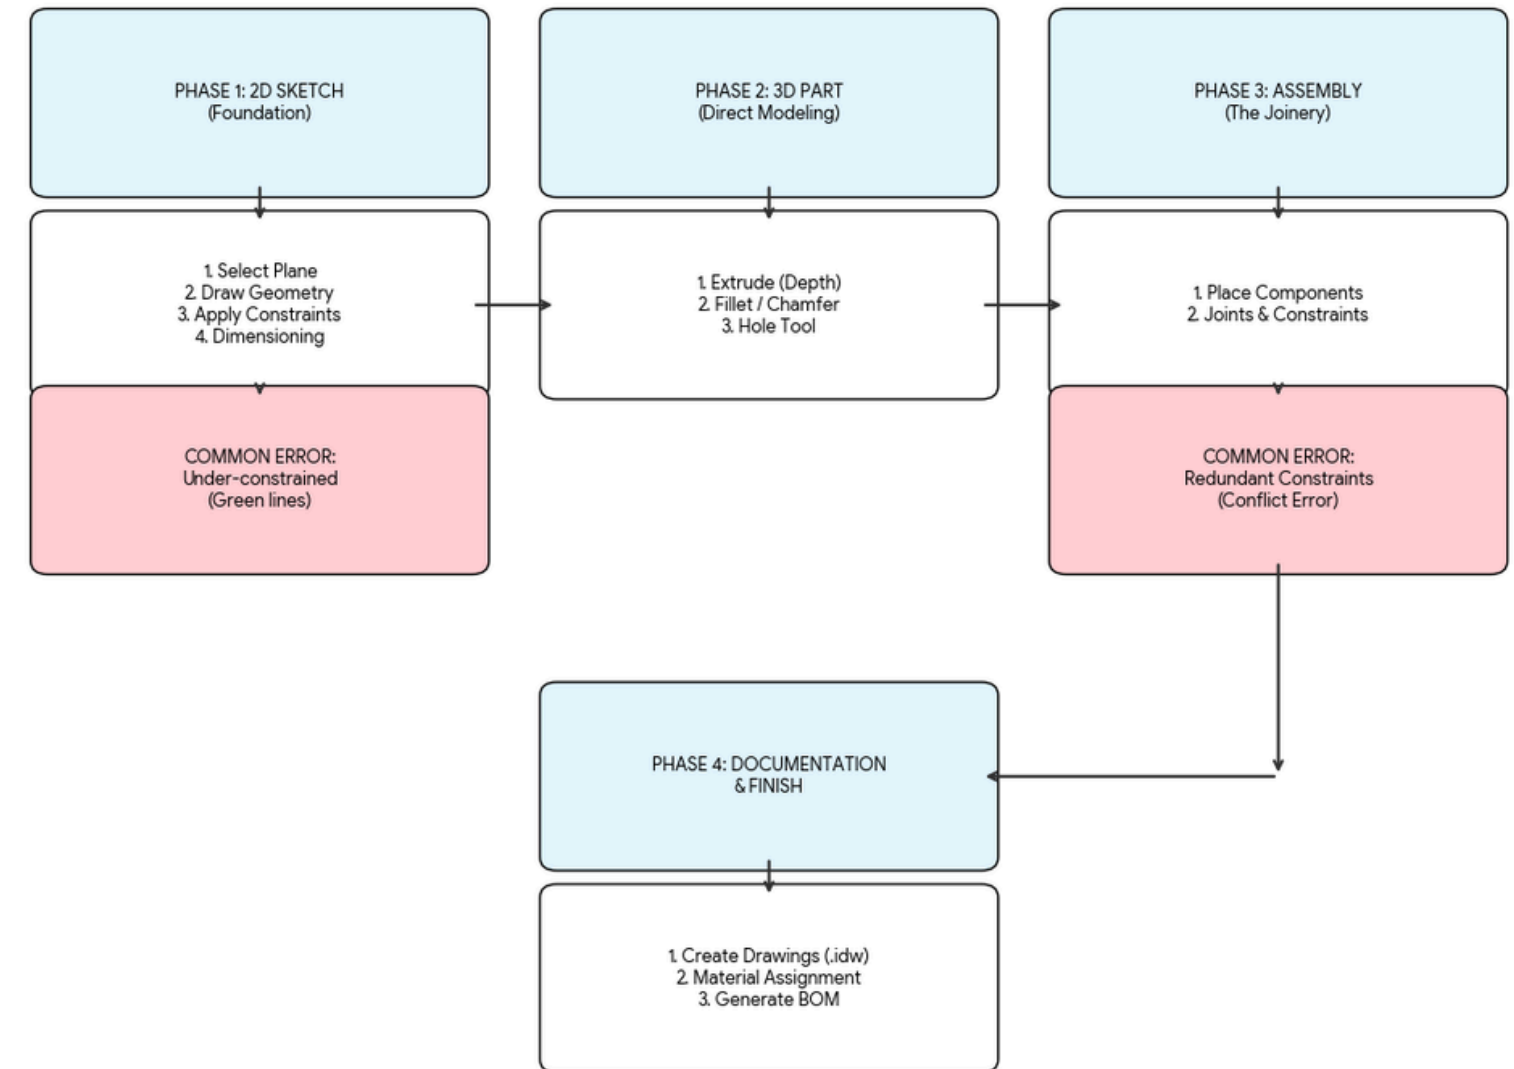 PHASE 1: 2D SKETCH
(Foundation)
PHASE 2: 3D PART
(Direct Modeling)
PHASE 3: ASSEMBLY
(The Joinery)
1. Select Plane
2. Draw Geometry
3. Apply Constraints
4. Dimensioning
1. Extrude (Depth)
2. Fillet / Chamfer
3. Hole Tool
1. Place Components
2. Joints & Constraints
COMMON ERROR:
Under-constrained
(Green lines)
COMMON ERROR:
Redundant Constraints
(Conflict Error)
PHASE 4: DOCUMENTATION
& FINISH
1. Create Drawings (.idw)
2. Material Assignment
3. Generate BOM